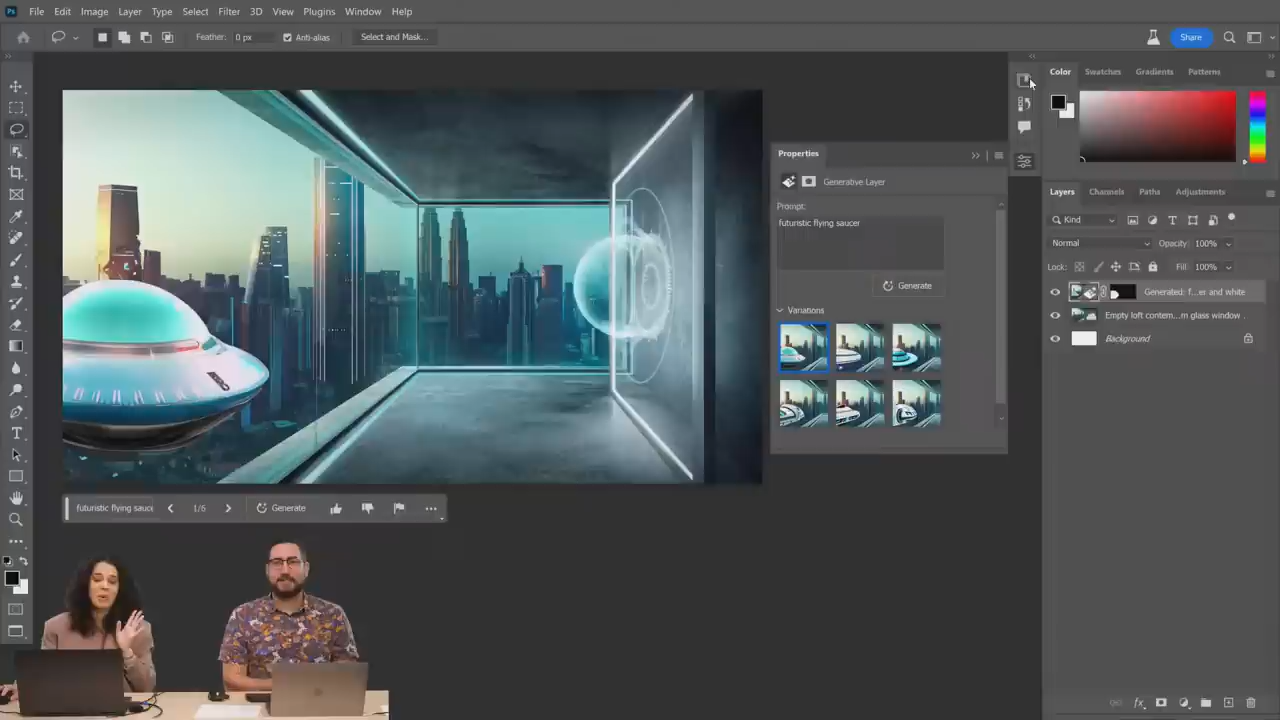 Ps File Edit Image Layer Type Select Filter 3D View Plugins Window Help
Feather: 0 px Anti-alias Select and Mask... Share
Color Swatches Gradients Patterns
Properties
Generative Layer
Prompt:
futuristic flying saucer
Generate
Variations
Layers Channels Paths Adjustments
Kind
Normal Opacity: 100%
Lock: Fill: 100%
Generated: f...er and white
Empty loft contem...m glass window .
Background
futuristic flying sauce 1/6 Generate
fx